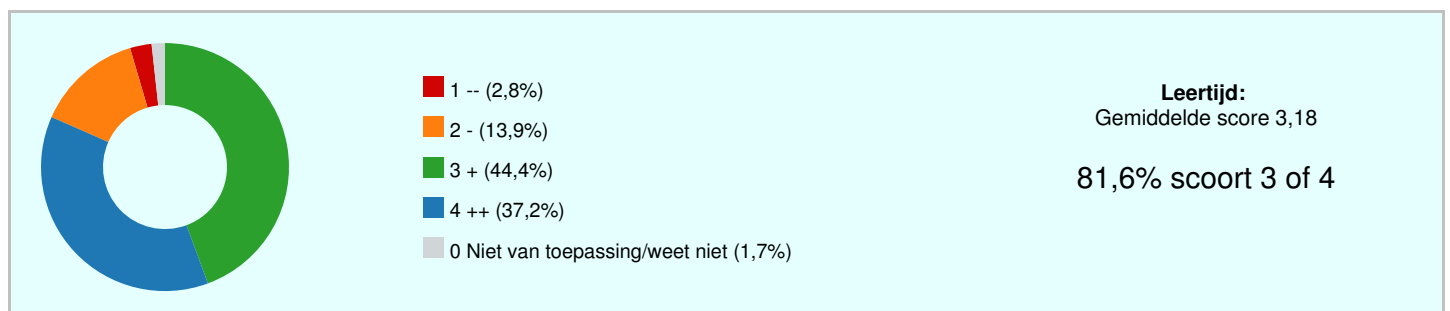 1 -- (2,8%)
2 - (13,9%)
3 + (44,4%)
4 ++ (37,2%)
0 Niet van toepassing/weet niet (1,7%)
Leertijd:
Gemiddelde score 3,18
81,6% scoort 3 of 4